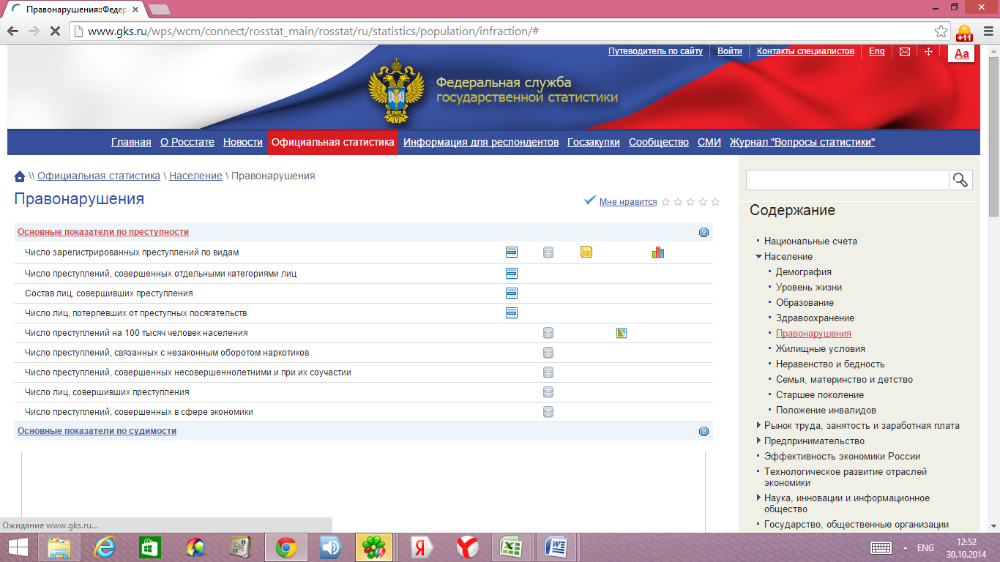 Правонарушения::Федер
www.gks.ru/wps/wcm/connect/rosstat_main/rosstat/ru/statistics/population/infraction/#
+11
Путеводитель по сайту
Войти
Контакты специалистов
Eng
Aa
Федеральная служба
государственной статистики
Главная О Росстате Новости Официальная статистика Информация для респондентов Госзакупки Сообщество СМИ Журнал "Вопросы статистики"
\\ Официальная статистика \ Население \ Правонарушения
Правонарушения
Мне нравится
Основные показатели по преступности
?
Число зарегистрированных преступлений по видам
Число преступлений, совершенных отдельными категориями лиц
Состав лиц, совершивших преступления
Число лиц, потерпевших от преступных посягательств
Число преступлений на 100 тысяч человек населения
Число преступлений, связанных с незаконным оборотом наркотиков
Число преступлений, совершенных несовершеннолетними и при их соучастии
Число лиц, совершивших преступления
Число преступлений, совершенных в сфере экономики
Основные показатели по судимости
?
Содержание
Национальные счета
Население
Демография
Уровень жизни
Образование
Здравоохранение
Правонарушения
Жилищные условия
Неравенство и бедность
Семья, материнство и детство
Старшее поколение
Положение инвалидов
Рынок труда, занятость и заработная плата
Предпринимательство
Эффективность экономики России
Технологическое развитие отраслей
экономики
Наука, инновации и информационное
общество
Государство, общественные организации
Ожидание www.gks.ru...
ENG
12:52
30.10.2014